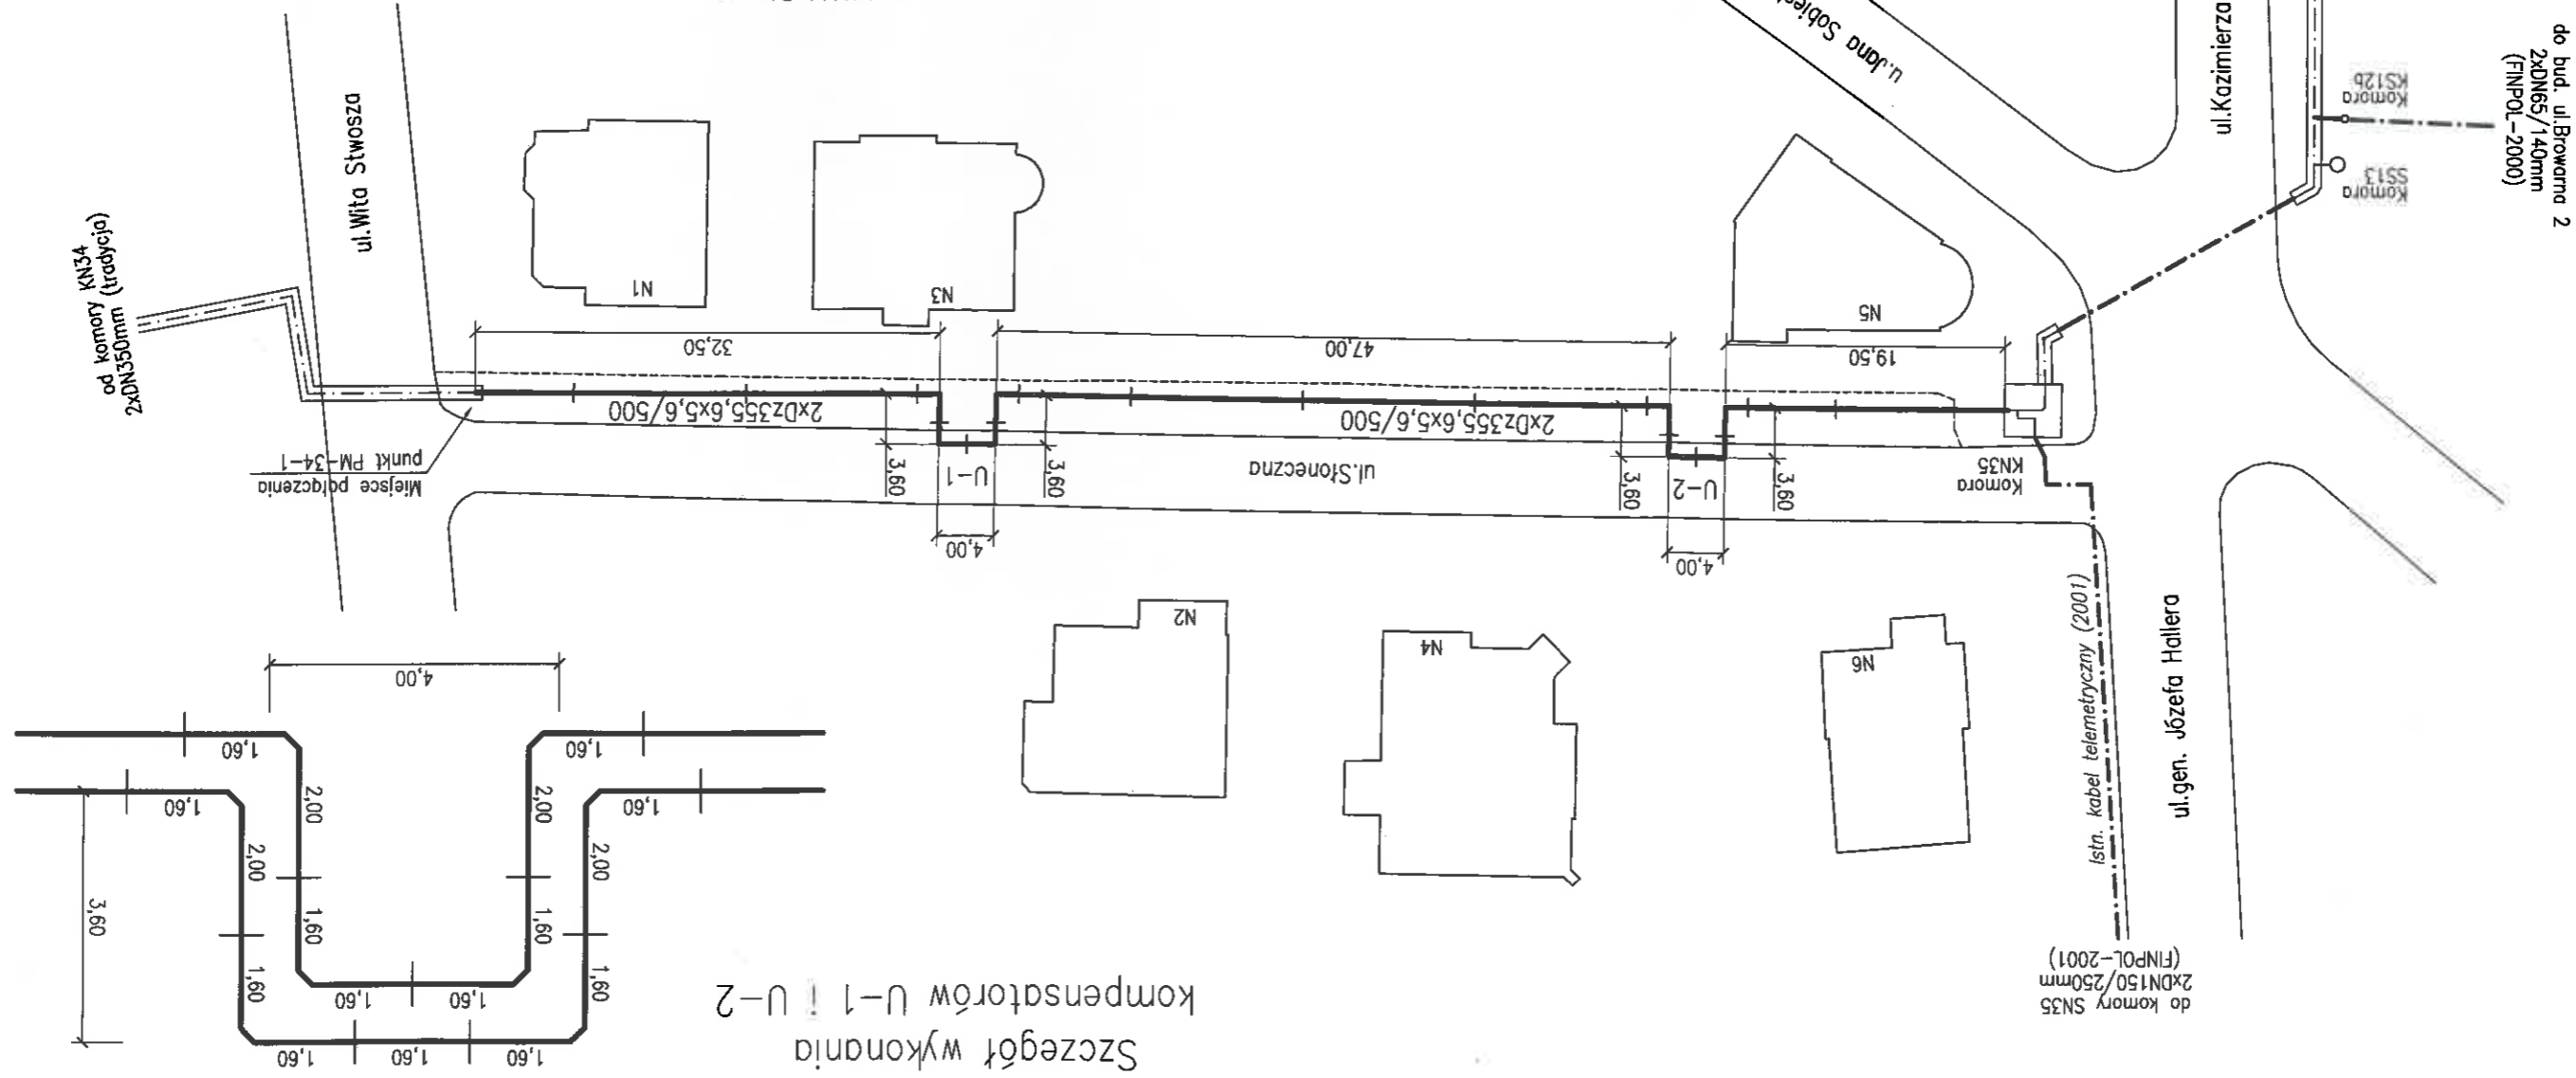 Szczegół wykonania
kompensatorów U-1 i U-2
1,60
1,60
1,60
1,60
1,60
1,60
1,60
1,60
1,60
1,60
2,00
2,00
2,00
2,00
1,60
1,60
1,60
1,60
3,60
4,00
do komory SN35
2xDN150/250mm
(FINPOL-2001)
Istn. kabel telemetryczny (2001)
ul.gen. Józefa Hallera
N6
N4
N2
4,00
4,00
U-2
U-1
3,60
3,60
3,60
3,60
Komora
KN35
ul.Słoneczna
Miejsce połączenia
punkt PM-34-1
2xDz355,6x5,6/500
2xDz355,6x5,6/500
19,50
47,00
32,50
N5
N3
N1
od komory KN34
2xDN350mm (tradycja)
ul.Wita Stwosza
Komora
SS13
Komora
KS12b
do bud. ul.Browarna 2
2xDN65/140mm
(FINPOL-2000)
ul.Kazimierza
u.Jana